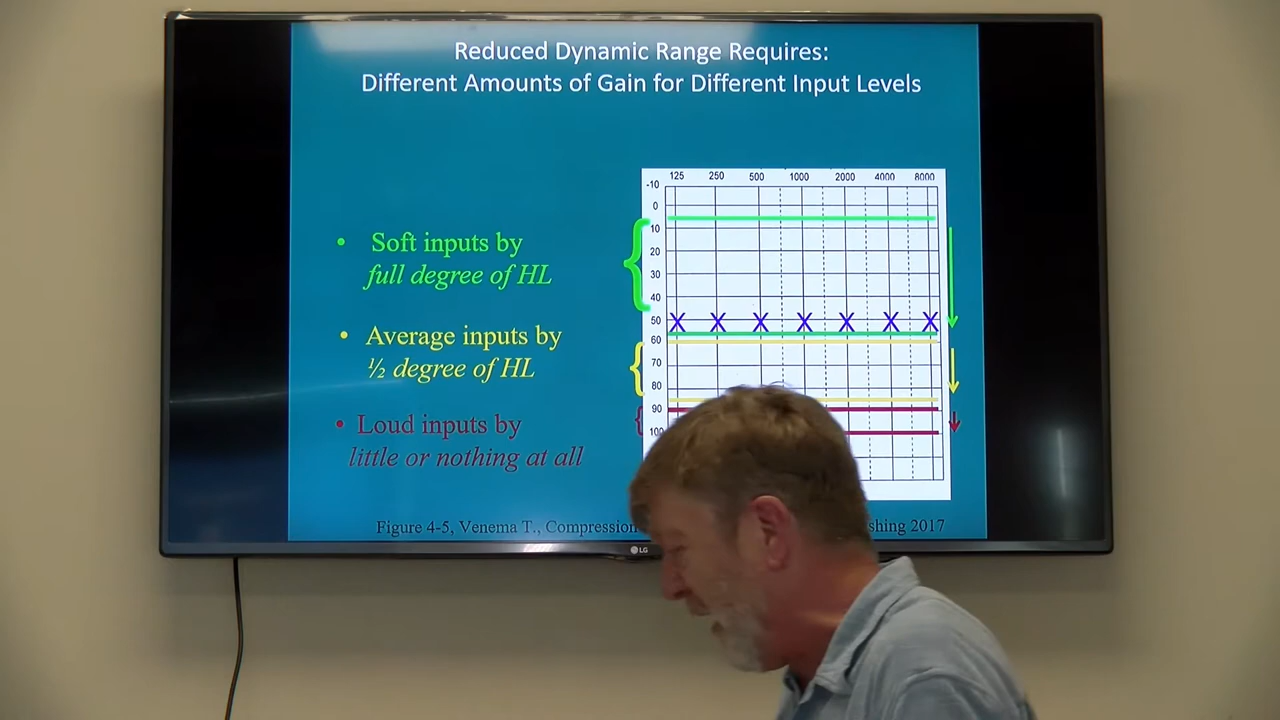 Reduced Dynamic Range Requires:
Different Amounts of Gain for Different Input Levels
125 250 500 1000 2000 4000 8000
-10
0
10
20
30
40
50
60
70
80
90
100
X X X X X X X
• Soft inputs by
full degree of HL
• Average inputs by
½ degree of HL
• Loud inputs by
little or nothing at all
Figure 4-5, Venema T., Compression
shing 2017
LG